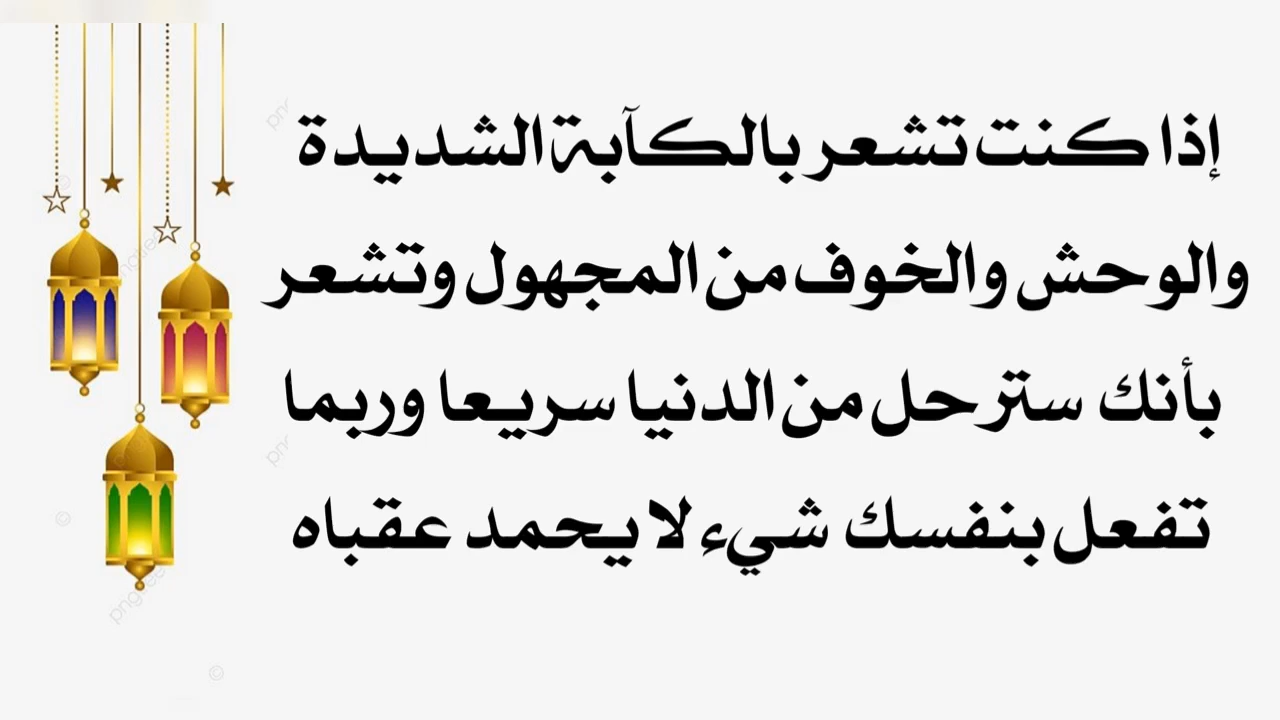 إذا كنت تشعر بالكآبة الشديدة
والوحش والخوف من المجهول وتشعر
بأنك سترحل من الدنيا سريعا وربما
تفعل بنفسك شيء لا يحمد عقباه